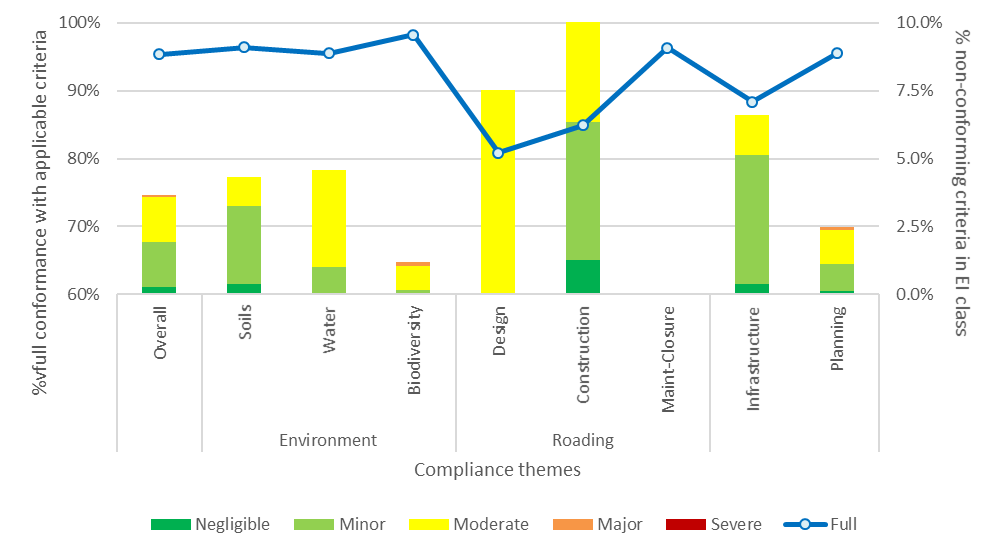 %vfull conformance with applicable criteria
100%
90%
80%
70%
60%
10.0%
7.5%
5.0%
2.5%
0.0%
% non-conforming criteria in EI class
Overall
Soils
Water
Biodiversity
Design
Construction
Maint-Closure
Infrastructure
Planning
Environment
Roading
Compliance themes
Negligible Minor Moderate Major Severe Full